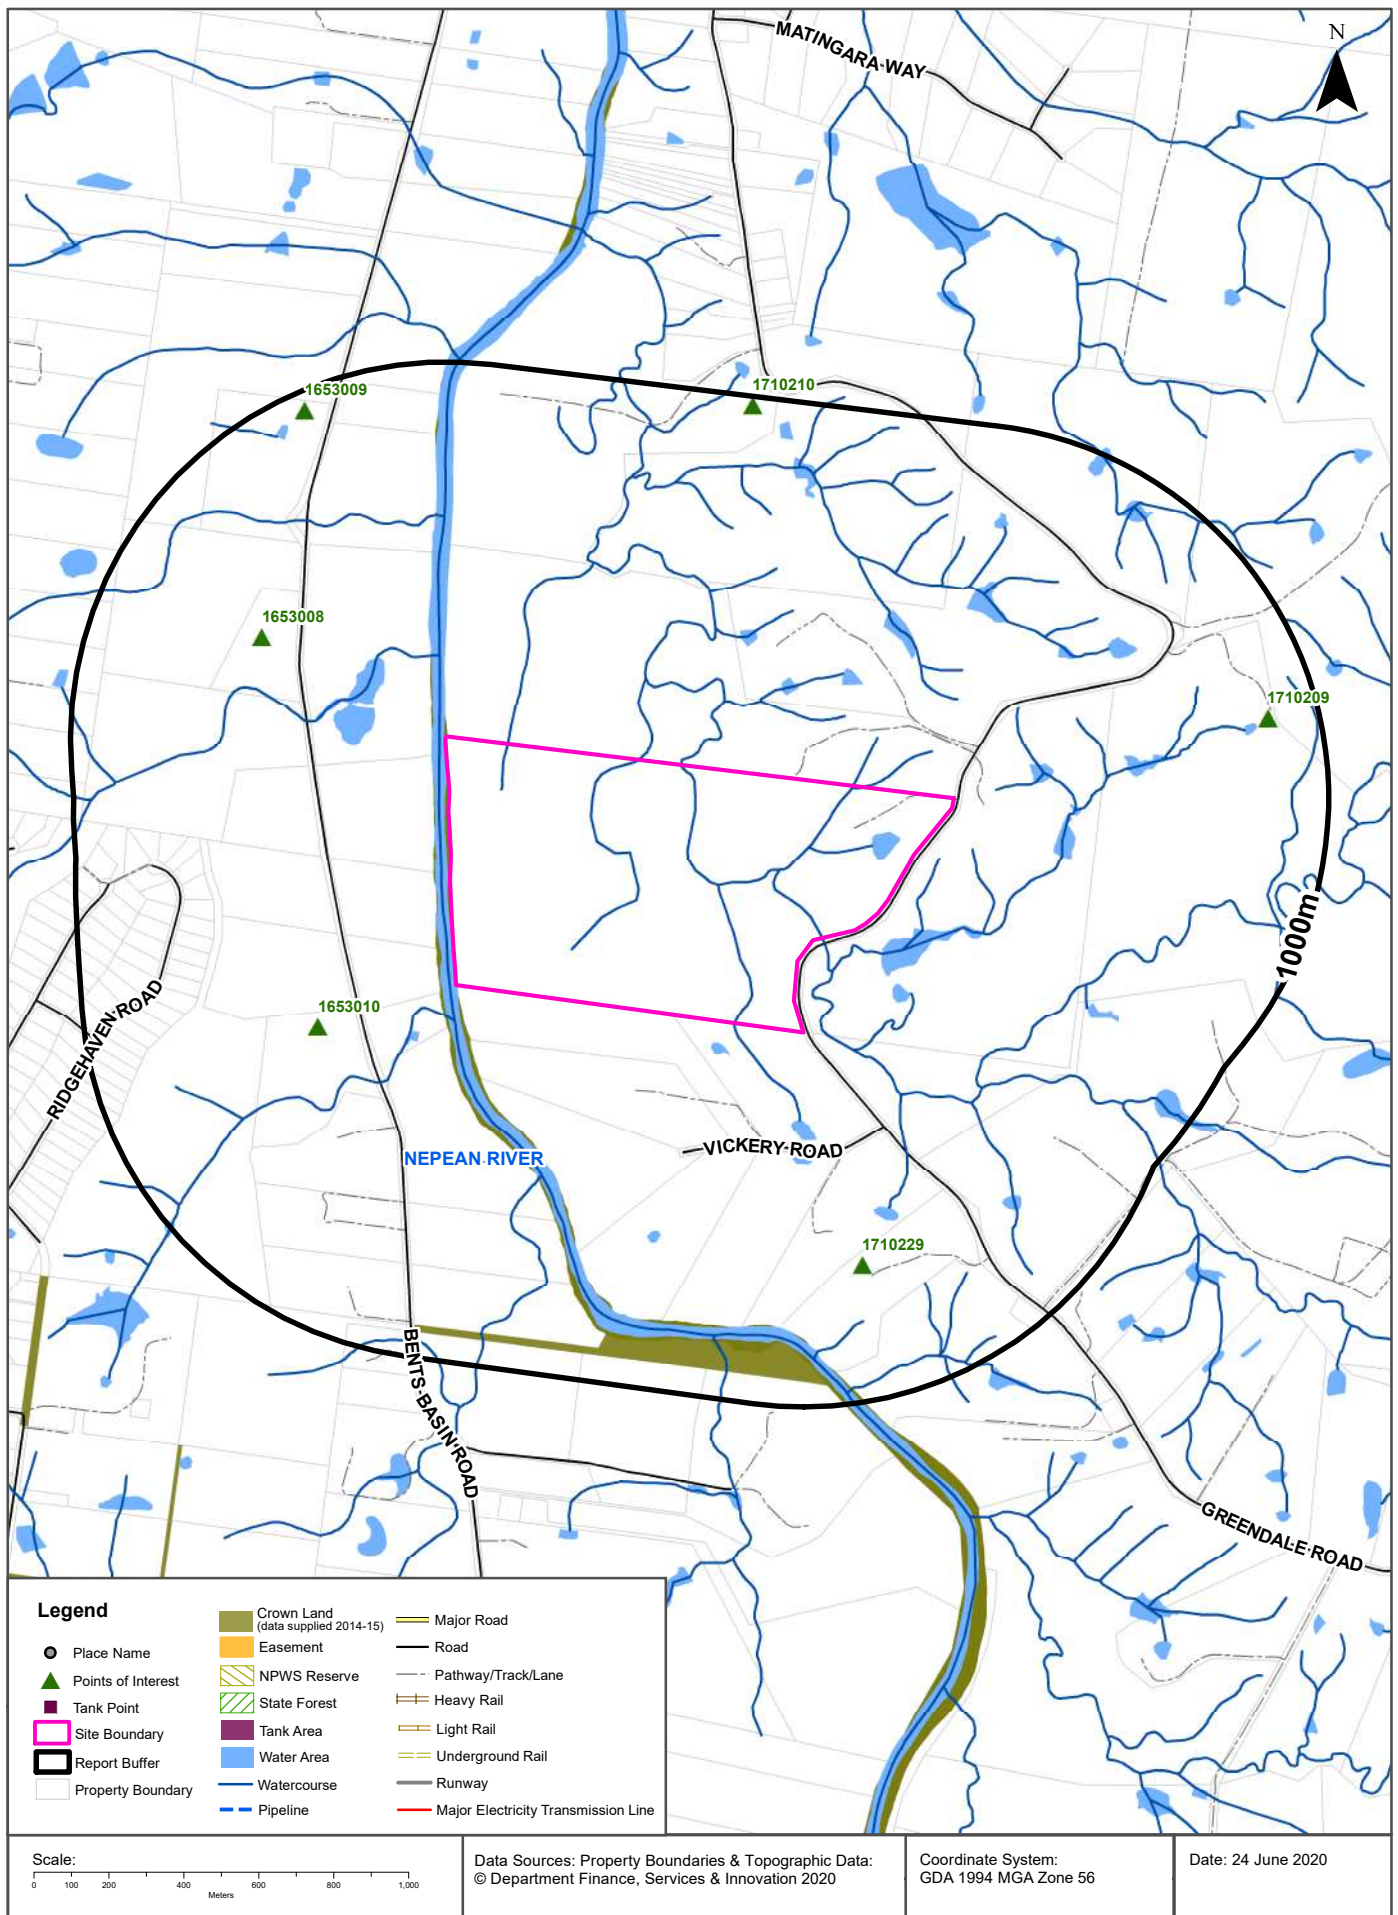 MATINGARA WAY
N
1653009
1710210
1653008
1710209
1000m
RIDGEHAVEN ROAD
1653010
NEPEAN RIVER
VICKERY ROAD
1710229
BENTS BASIN ROAD
GREENDALE ROAD
Legend
Place Name
Points of Interest
Tank Point
Site Boundary
Report Buffer
Property Boundary
Crown Land
(data supplied 2014-15)
Easement
NPWS Reserve
State Forest
Tank Area
Water Area
Watercourse
Pipeline
Major Road
Road
Pathway/Track/Lane
Heavy Rail
Light Rail
Underground Rail
Runway
Major Electricity Transmission Line
Scale:
0 100 200 400 600 800 1,000
Meters
Data Sources: Property Boundaries & Topographic Data:
© Department Finance, Services & Innovation 2020
Coordinate System:
GDA 1994 MGA Zone 56
Date: 24 June 2020